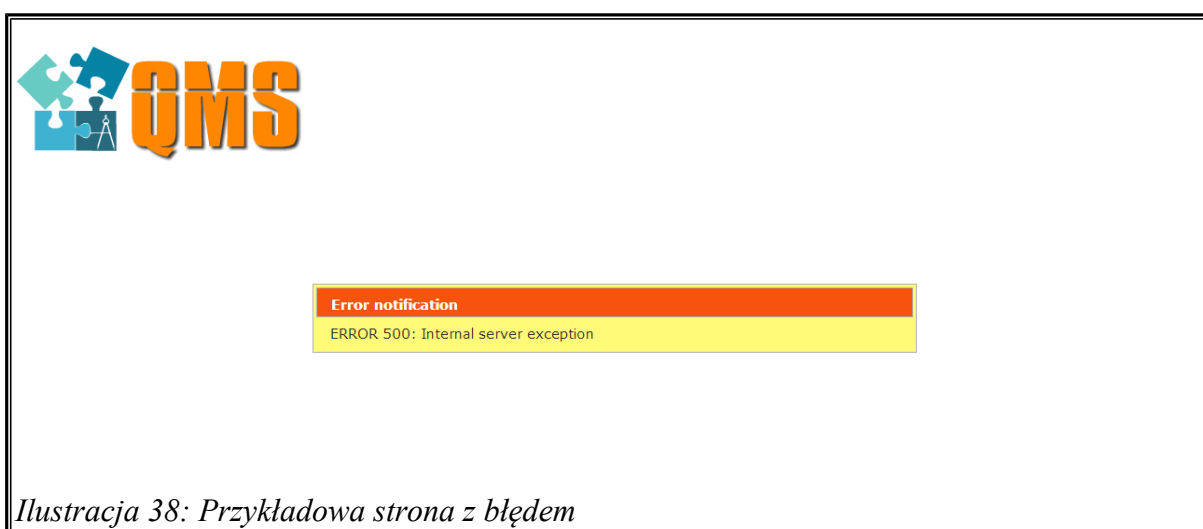 QMS
Error notification
ERROR 500: Internal server exception
Ilustracja 38: Przykładowa strona z błędem